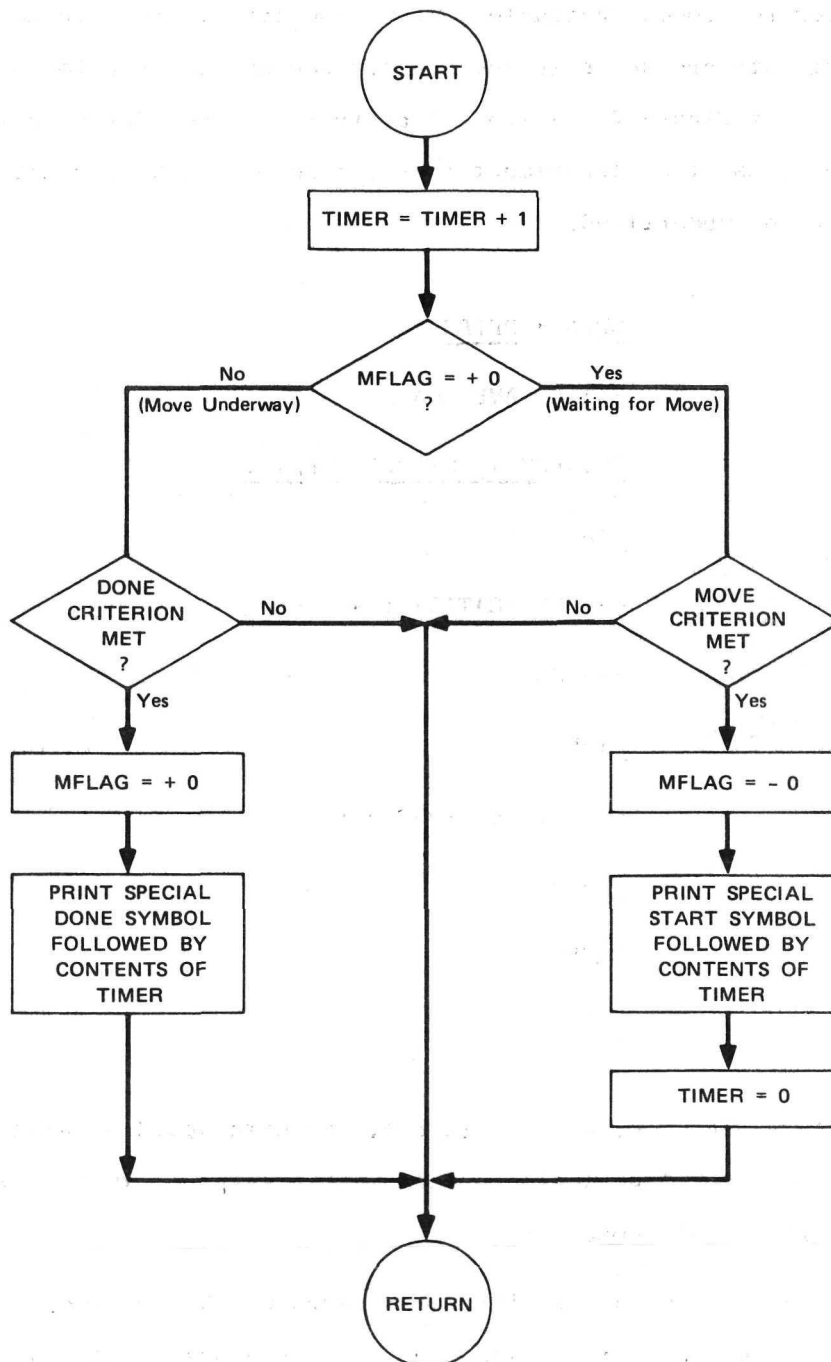 START
TIMER = TIMER + 1
MFLAG = + 0
?
No
(Move Underway)
Yes
(Waiting for Move)
DONE
CRITERION
MET
?
No
Yes
No
MOVE
CRITERION
MET
?
Yes
MFLAG = + 0
MFLAG = - 0
PRINT SPECIAL
DONE SYMBOL
FOLLOWED BY
CONTENTS OF
TIMER
PRINT SPECIAL
START SYMBOL
FOLLOWED BY
CONTENTS OF
TIMER
TIMER = 0
RETURN